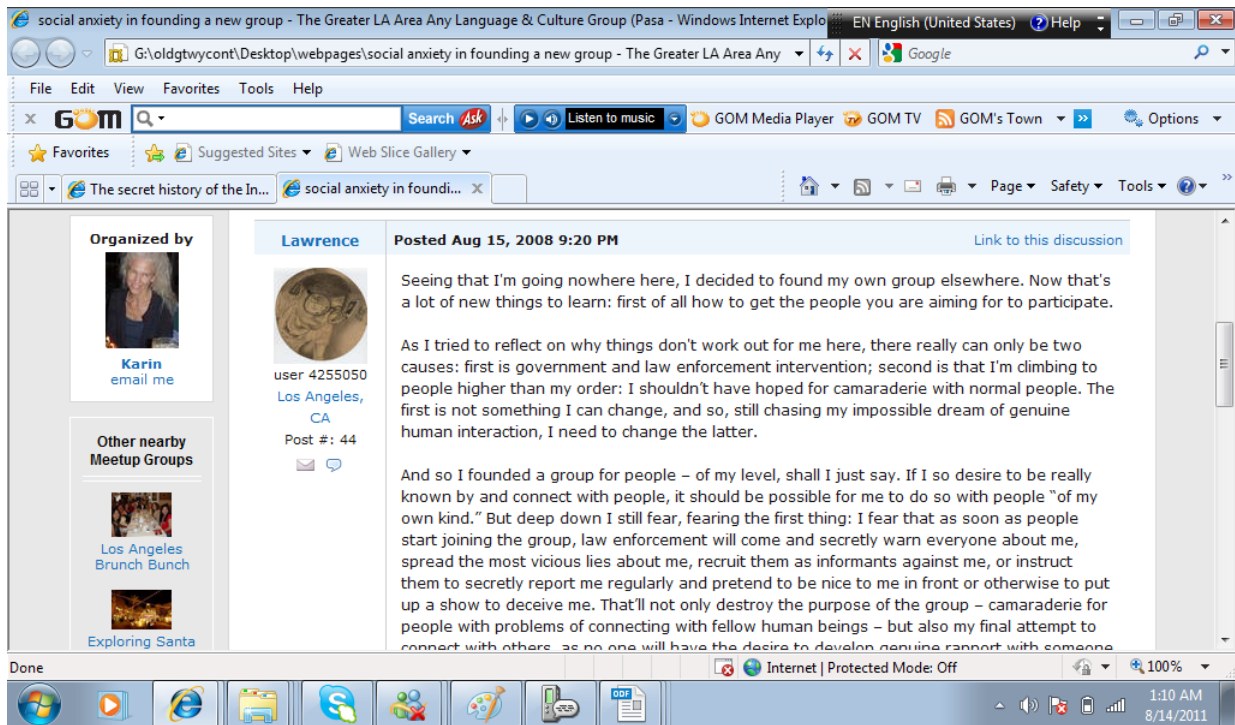 social anxiety in founding a new group - The Greater LA Area Any Language & Culture Group (Pasa - Windows Internet Explo
EN English (United States) Help
G:\oldgtwycont\Desktop\webpages\social anxiety in founding a new group - The Greater LA Area Any
Google
File Edit View Favorites Tools Help
x GOM Search Ask Listen to music GOM Media Player GOM TV GOM's Town Options
Favorites Suggested Sites Web Slice Gallery
The secret history of the In... social anxiety in foundi... x Page Safety Tools
Organized by
Karin
email me
Other nearby
Meetup Groups
Los Angeles
Brunch Bunch
Exploring Santa
Lawrence
user 4255050
Los Angeles,
CA
Post #: 44
Posted Aug 15, 2008 9:20 PM Link to this discussion
Seeing that I'm going nowhere here, I decided to found my own group elsewhere. Now that's
a lot of new things to learn: first of all how to get the people you are aiming for to participate.
As I tried to reflect on why things don't work out for me here, there really can only be two
causes: first is government and law enforcement intervention; second is that I'm climbing to
people higher than my order: I shouldn't have hoped for camaraderie with normal people. The
first is not something I can change, and so, still chasing my impossible dream of genuine
human interaction, I need to change the latter.
And so I founded a group for people – of my level, shall I just say. If I so desire to be really
known by and connect with people, it should be possible for me to do so with people “of my
own kind.” But deep down I still fear, fearing the first thing: I fear that as soon as people
start joining the group, law enforcement will come and secretly warn everyone about me,
spread the most vicious lies about me, recruit them as informants against me, or instruct
them to secretly report me regularly and pretend to be nice to me in front or otherwise to put
up a show to deceive me. That'll not only destroy the purpose of the group – camaraderie for
people with problems of connecting with fellow human beings – but also my final attempt to
connect with others, as no one will have the desire to develop genuine rapport with someone
Done Internet | Protected Mode: Off 100%
ODF
1:10 AM
8/14/2011